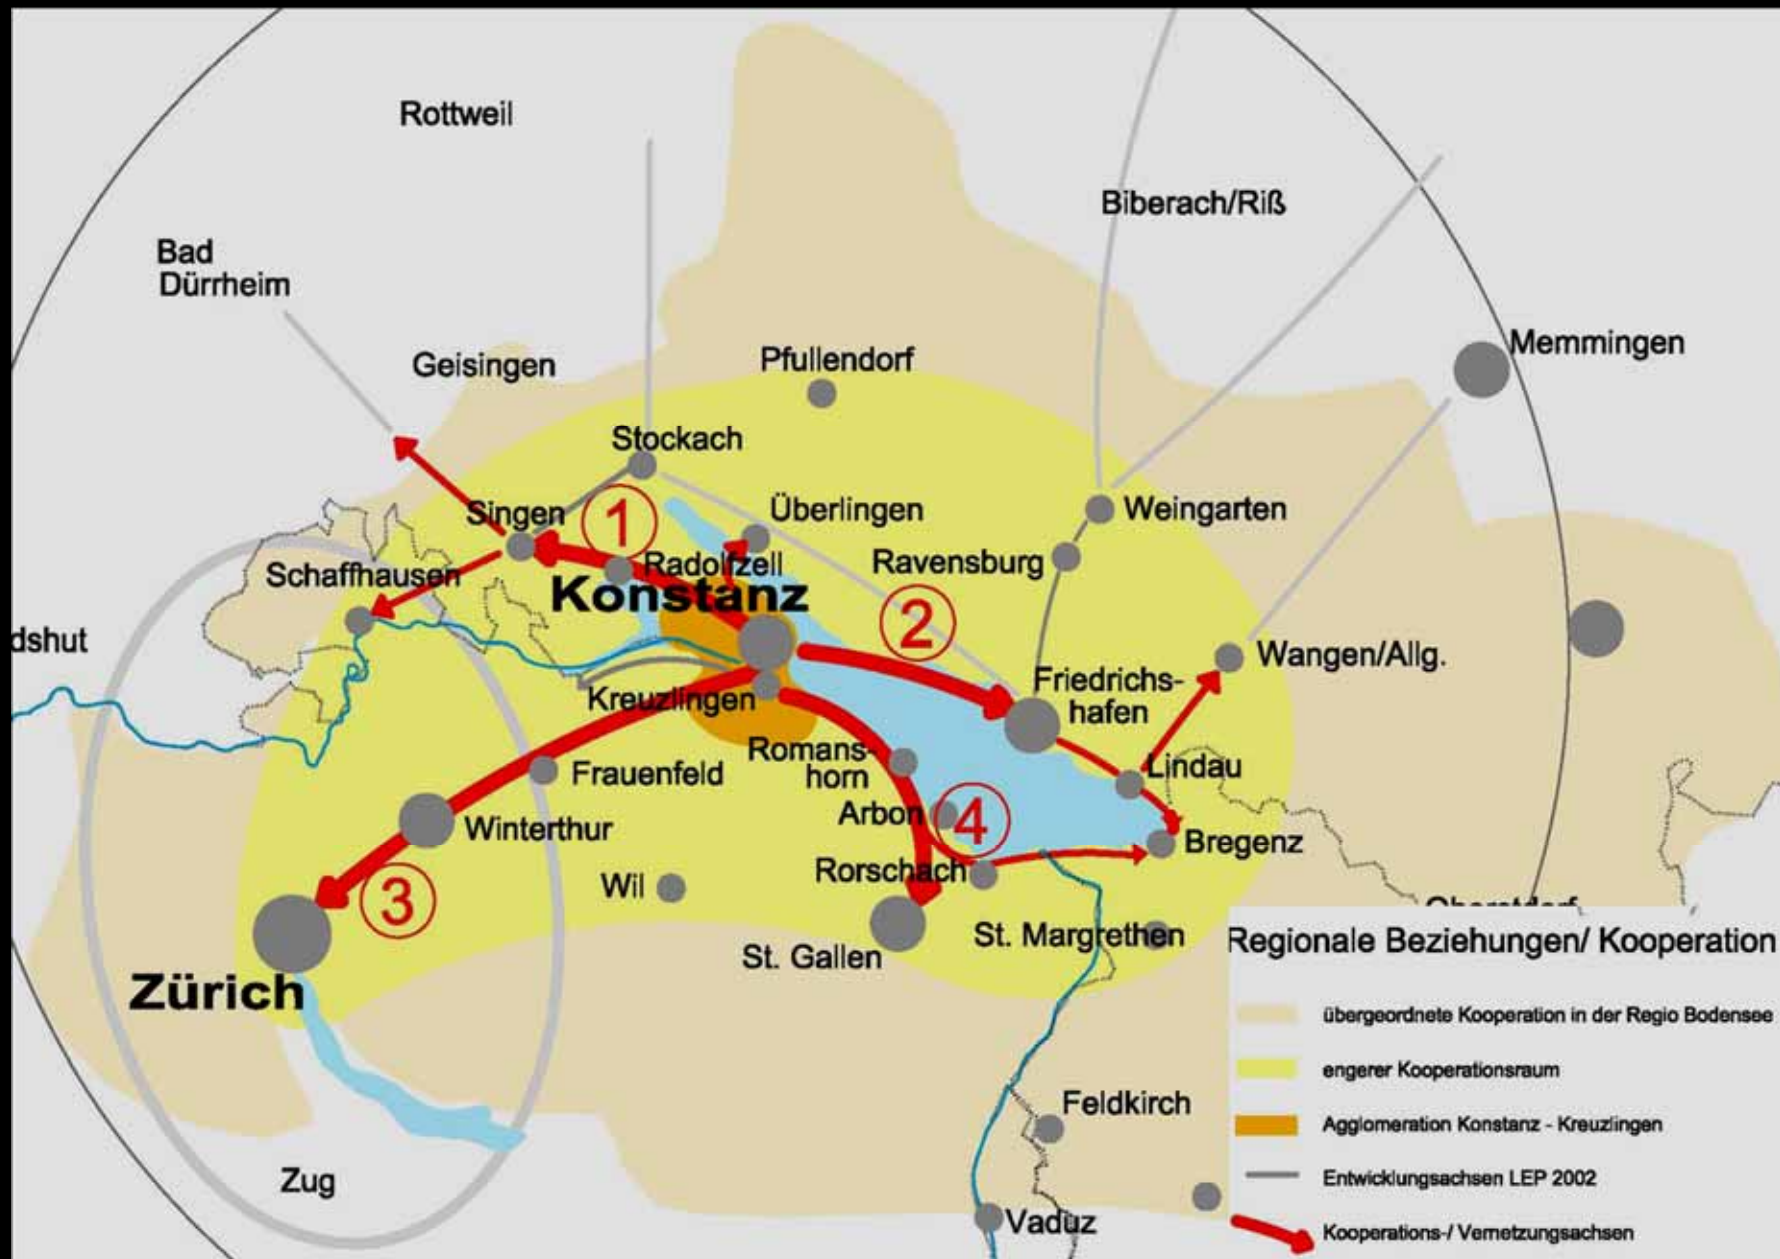 Rottweil
Biberach/Riß
Bad
Dürrheim
Memmingen
Geisingen
Pfullendorf
Stockach
Singen
1
Überlingen
Weingarten
Schaffhausen
Radolfzell
Ravensburg
Konstanz
2
dshut
Wangen/Allg.
Friedrichs-
hafen
Kreuzlingen
Romans-
horn
Lindau
Frauenfeld
Arbon
4
Winterthur
Bregenz
Rorschach
Wil
3
St. Margrethen
St. Gallen
Zürich
Feldkirch
Zug
Vaduz
Regionale Beziehungen/ Kooperation
übergeordnete Kooperation in der Regio Bodensee
engerer Kooperationsraum
Agglomeration Konstanz - Kreuzlingen
Entwicklungsachsen LEP 2002
Kooperations-/ Vernetzungsachsen